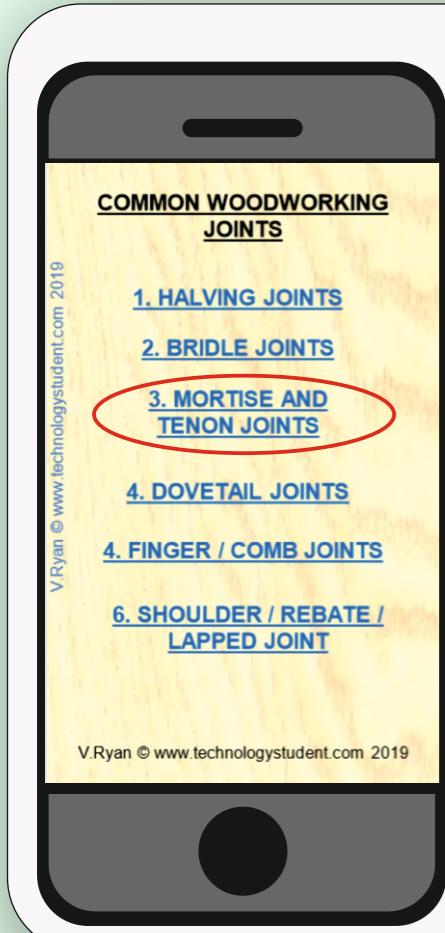 COMMON WOODWORKING
JOINTS
1. HALVING JOINTS
2. BRIDLE JOINTS
3. MORTISE AND
TENON JOINTS
4. DOVETAIL JOINTS
4. FINGER / COMB JOINTS
6. SHOULDER / REBATE /
LAPPED JOINT
V.Ryan © www.technologystudent.com 2019
V.Ryan © www.technologystudent.com 2019